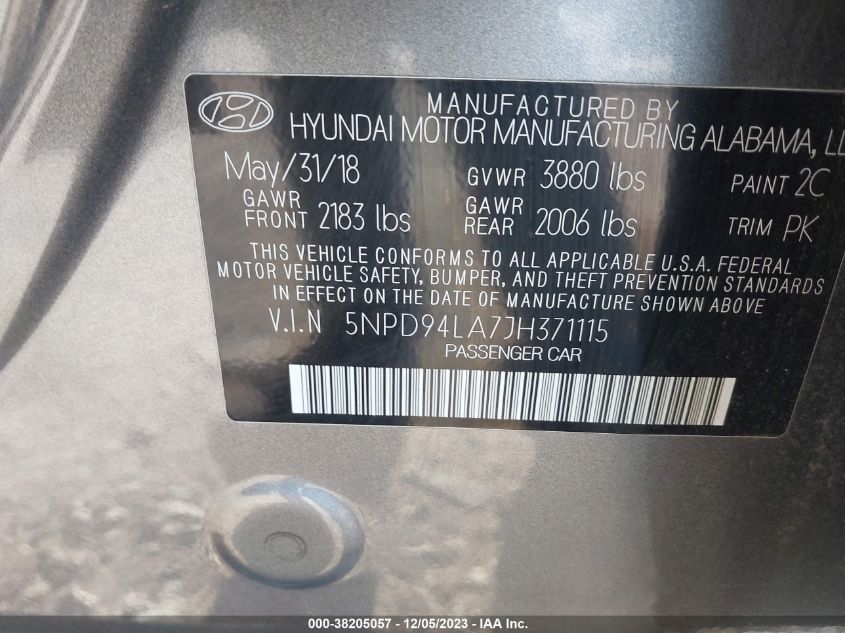 MANUFACTURED BY
HYUNDAI MOTOR MANUFACTURING ALABAMA, LL
May/31/18 GVWR 3880 lbs PAINT 2C
GAWR FRONT 2183 lbs GAWR REAR 2006 lbs TRIM PK
THIS VEHICLE CONFORMS TO ALL APPLICABLE U.S.A. FEDERAL
MOTOR VEHICLE SAFETY, BUMPER, AND THEFT PREVENTION STANDARDS
IN EFFECT ON THE DATE OF MANUFACTURE SHOWN ABOVE
V.I.N 5NPD94LA7JH371115
PASSENGER CAR
000-38205057 - 12/05/2023 - IAA Inc.